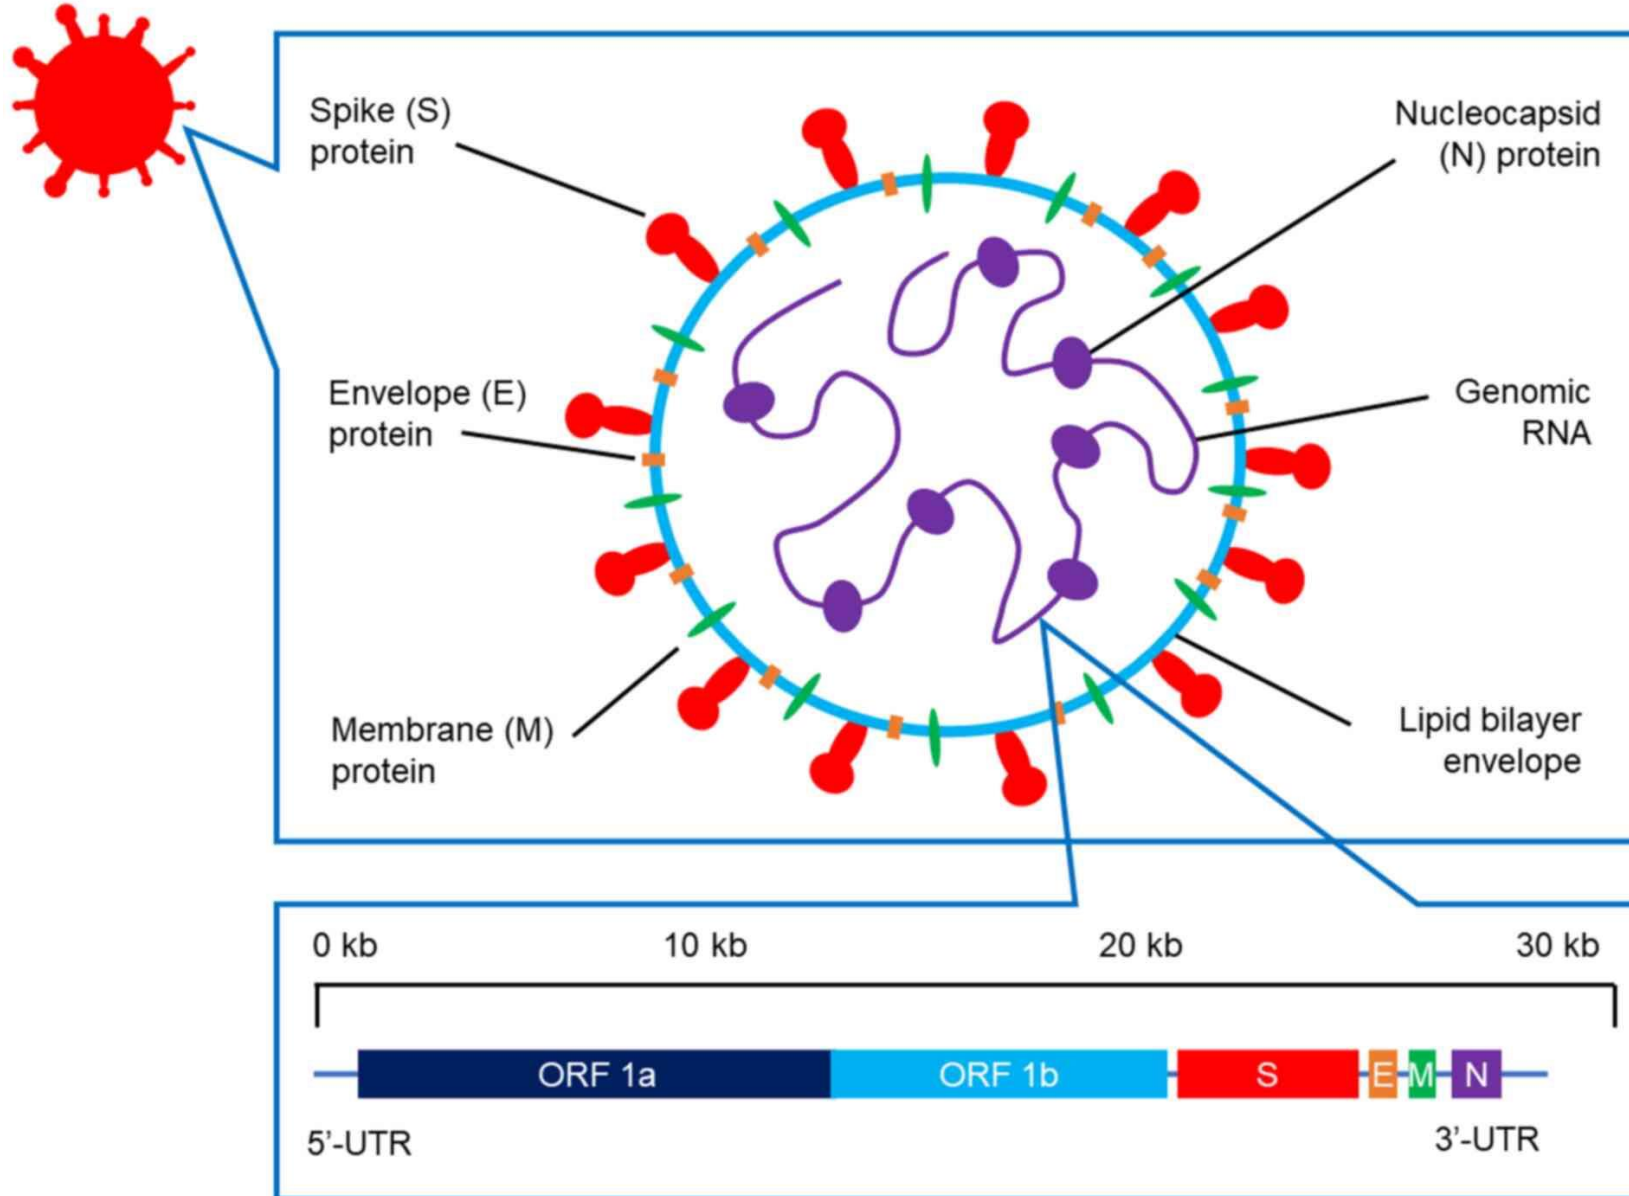 Spike (S)
protein
Nucleocapsid
(N) protein
Envelope (E)
protein
Genomic
RNA
Membrane (M)
protein
Lipid bilayer
envelope
0 kb 10 kb 20 kb 30 kb
ORF 1a ORF 1b S E M N
5’-UTR 3’-UTR